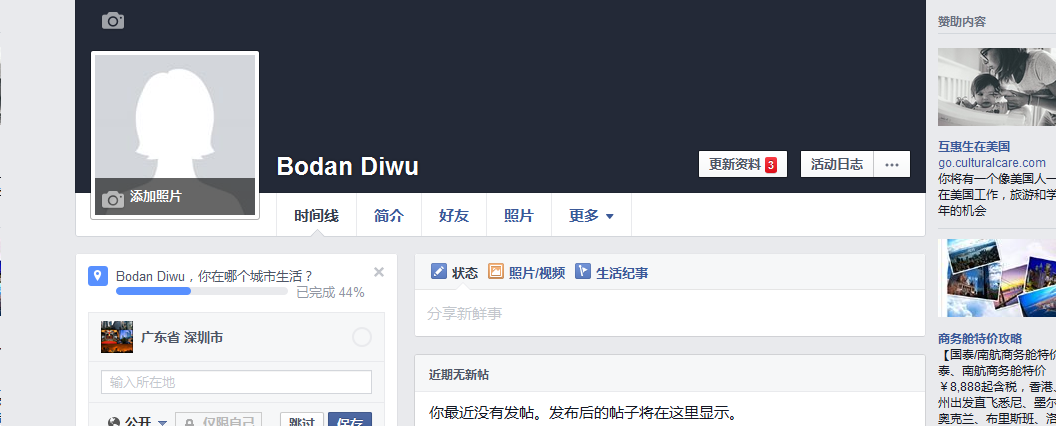 赞助内容
Bodan Diwu
更新资料 3
活动日志
添加照片
时间线 简介 好友 照片 更多
Bodan Diwu，你在哪个城市生活？
已完成 44%
广东省 深圳市
输入所在地
公开 仅限自己 跳过 保存
状态 照片/视频 生活纪事
分享新鲜事
近期无新帖
你最近没有发帖。发布后的帖子将在这里显示。
互惠生在美国
go.culturalcare.com
你将有一个像美国人一
在美国工作，旅游和学
年的机会
商务舱特价攻略
【国泰/南航商务舱特价
泰、南航商务舱特价
￥8,888起含税，香港、
州出发直飞悉尼、墨尔
奥克兰、布里斯班、洛